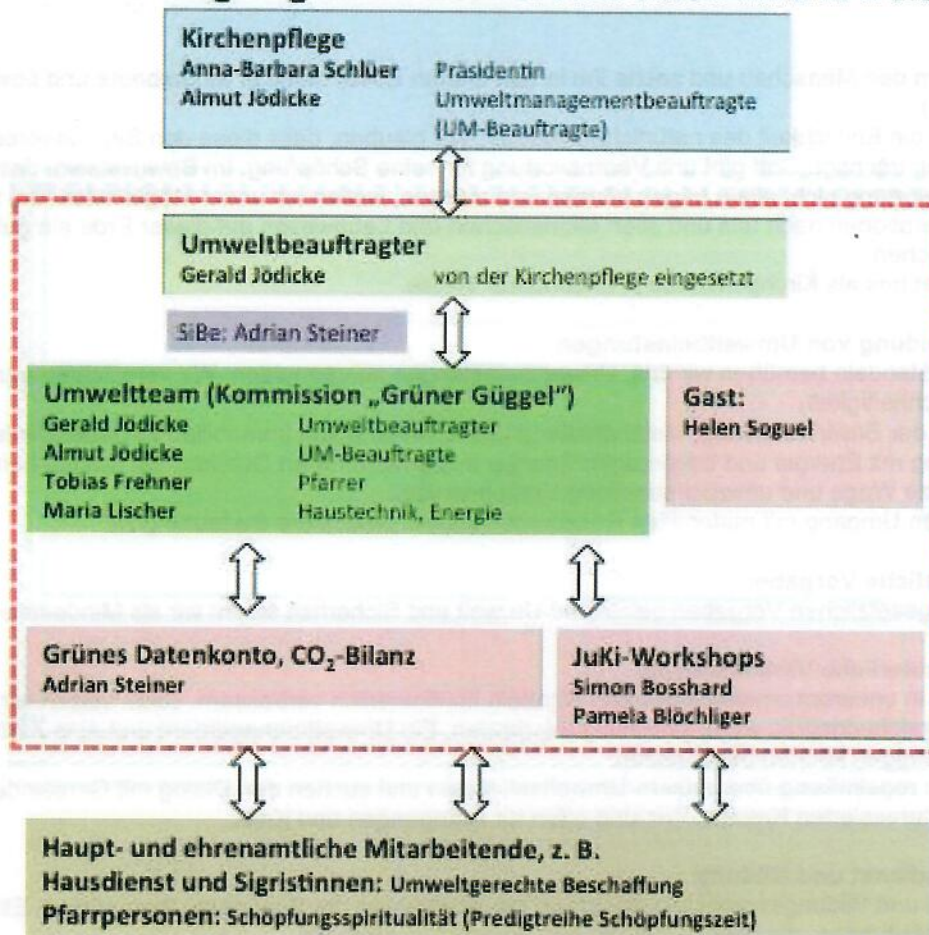 Kirchenpflege
Anna-Barbara Schlüer Präsidentin
Almut Jödicke Umweltmanagementbeauftragte
(UM-Beauftragte)
Umweltbeauftragter
Gerald Jödicke von der Kirchenpflege eingesetzt
SiBe: Adrian Steiner
Umweltteam (Kommission „Grüner Güggel“)
Gerald Jödicke Umweltbeauftragter
Almut Jödicke UM-Beauftragte
Tobias Frehner Pfarrer
Maria Lischer Haustechnik, Energie
Gast:
Helen Soguel
Grünes Datenkonto, CO₂-Bilanz
Adrian Steiner
JuKi-Workshops
Simon Bosshard
Pamela Blöchliger
Haupt- und ehrenamtliche Mitarbeitende, z. B.
Hausdienst und Sigristinnen: Umweltgerechte Beschaffung
Pfarrpersonen: Schöpfungsspiritualität (Predigtreihe Schöpfungszeit)